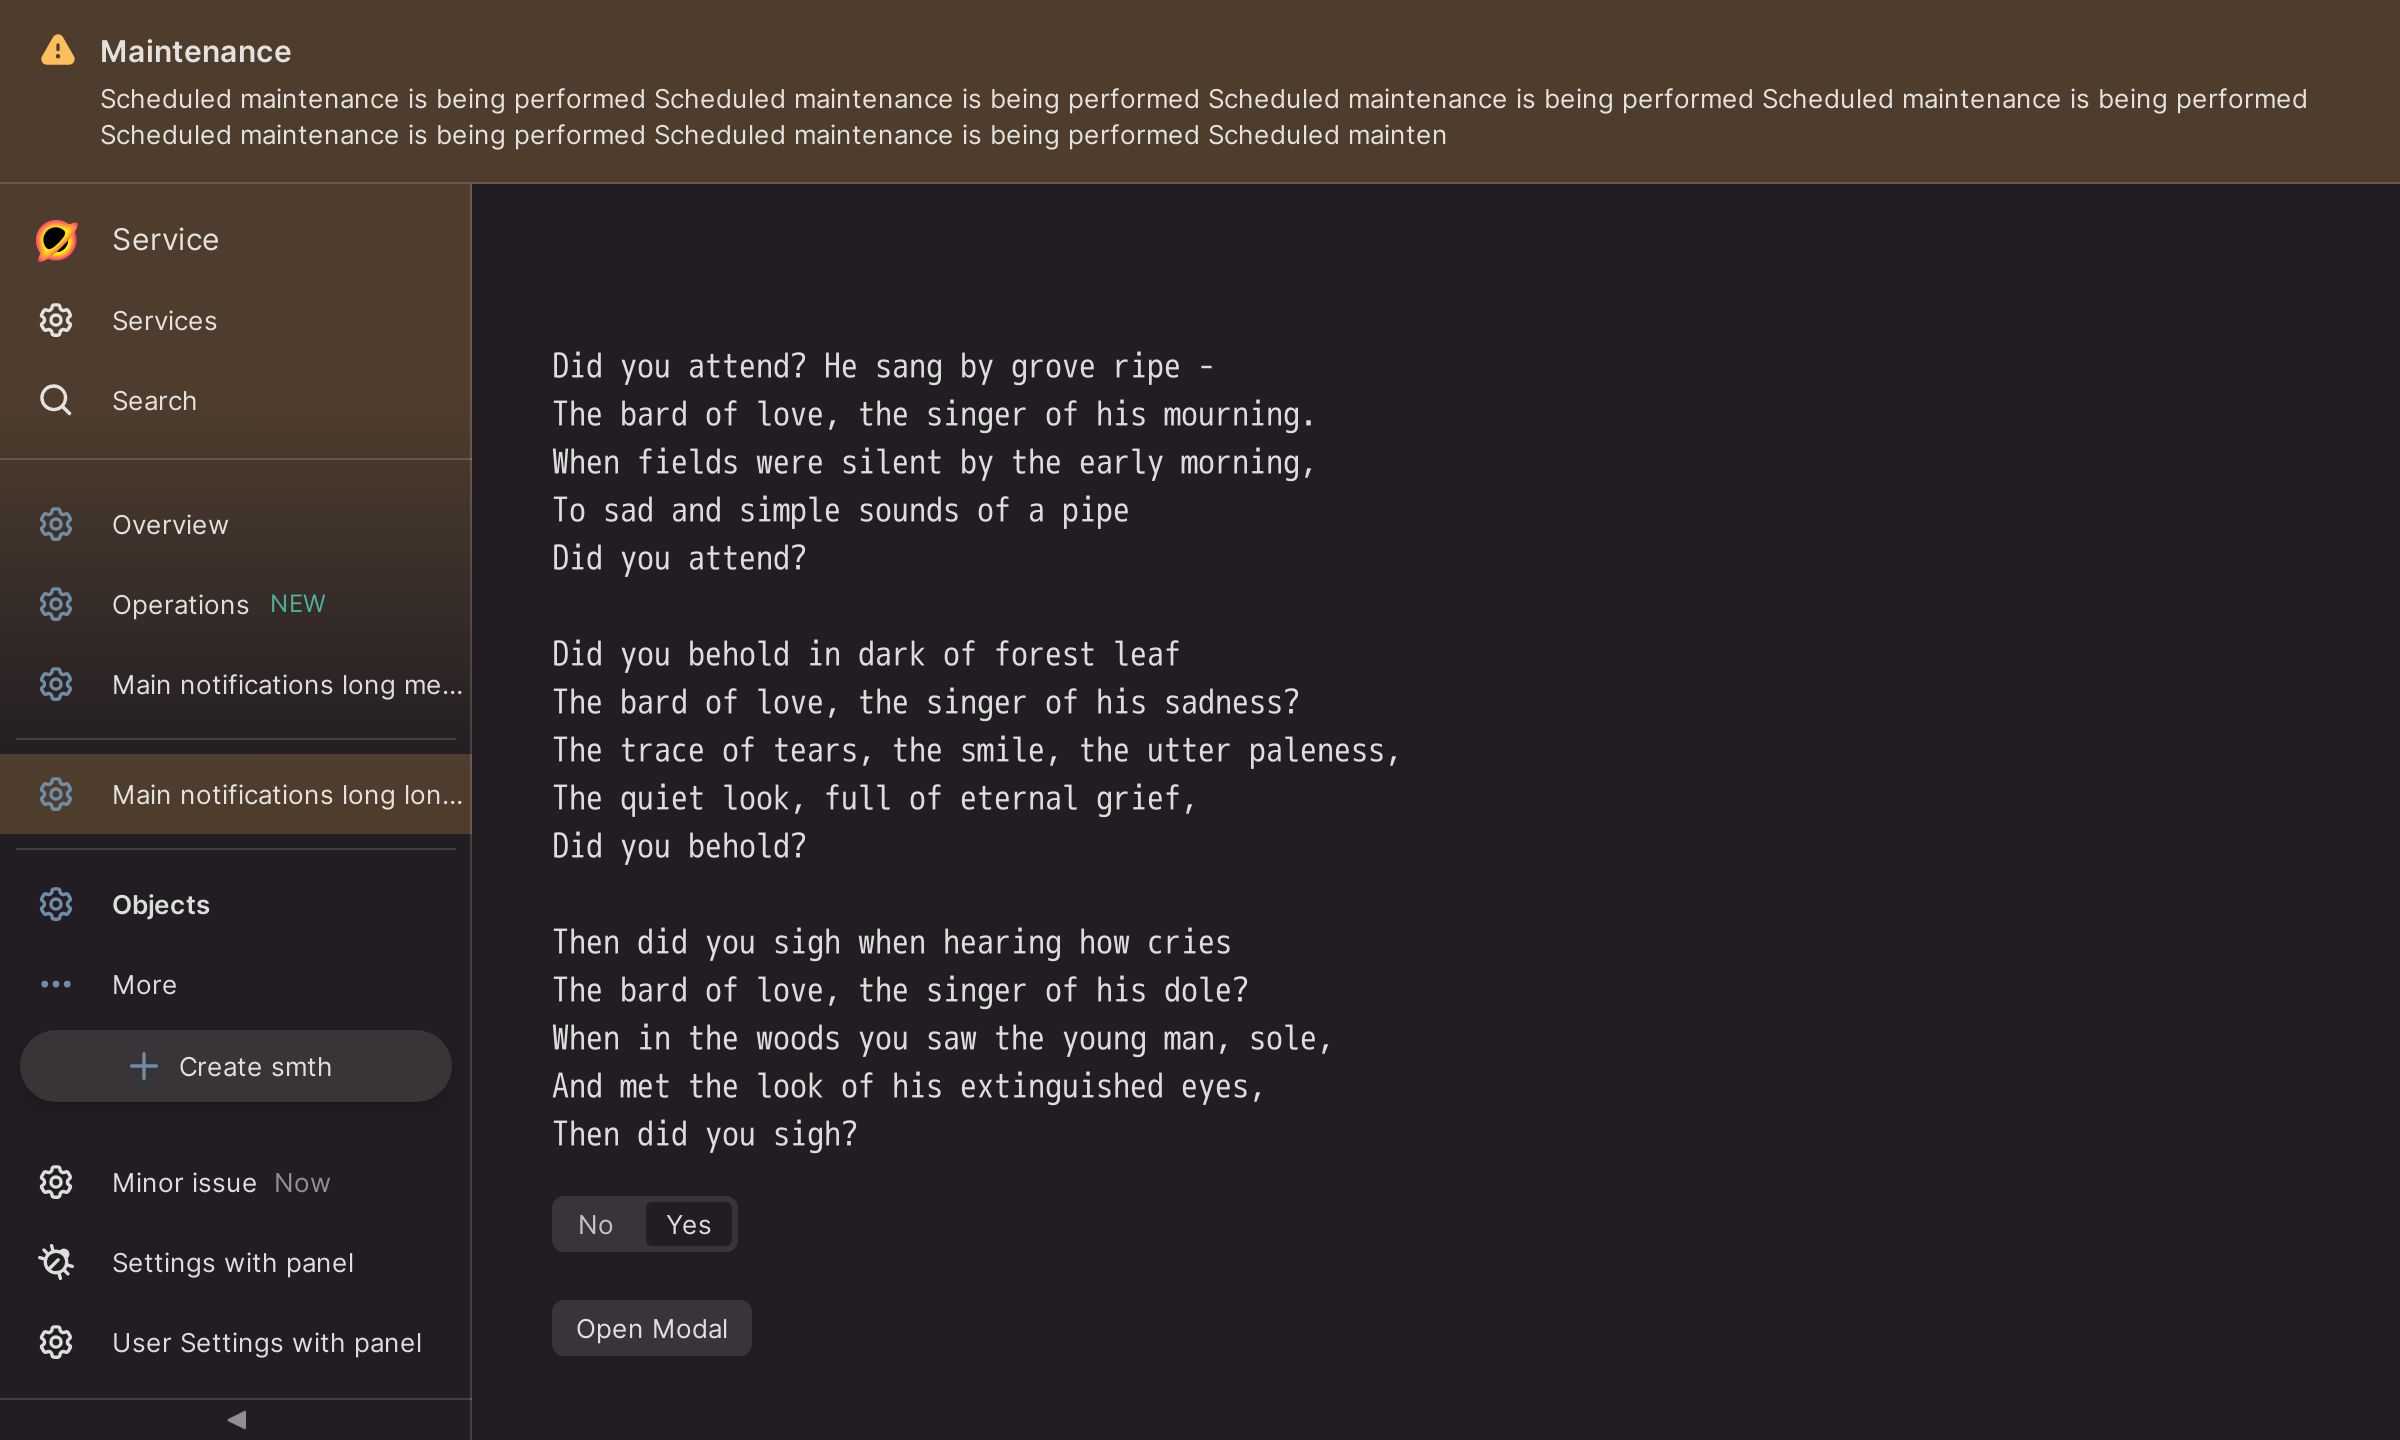 Maintenance
Scheduled maintenance is being performed Scheduled maintenance is being performed Scheduled maintenance is being performed Scheduled maintenance is being performed
Scheduled maintenance is being performed Scheduled maintenance is being performed Scheduled mainten
Service
Services
Search
Overview
Operations NEW
Main notifications long me...
Main notifications long lon...
Objects
More
Create smth
Minor issue Now
Settings with panel
User Settings with panel
Did you attend? He sang by grove ripe -
The bard of love, the singer of his mourning.
When fields were silent by the early morning,
To sad and simple sounds of a pipe
Did you attend?
Did you behold in dark of forest leaf
The bard of love, the singer of his sadness?
The trace of tears, the smile, the utter paleness,
The quiet look, full of eternal grief,
Did you behold?
Then did you sigh when hearing how cries
The bard of love, the singer of his dole?
When in the woods you saw the young man, sole,
And met the look of his extinguished eyes,
Then did you sigh?
No Yes
Open Modal